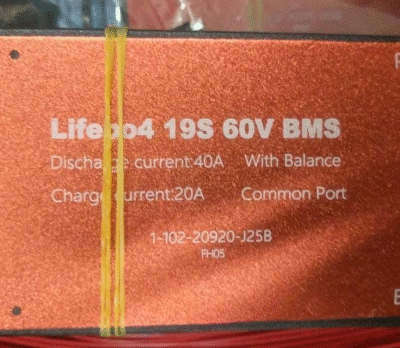 Lifepo4 19S 60V BMS
Discharge current:40A With Balance
Charge current:20A Common Port
1-102-20920-J25B
FH05